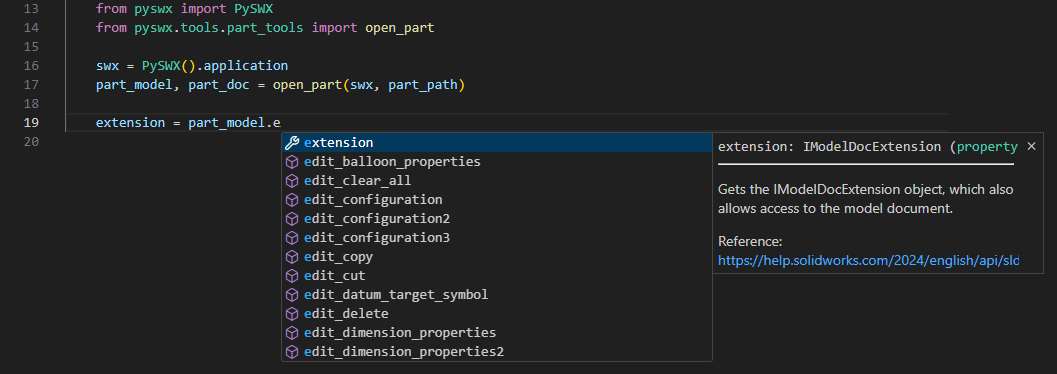 13 from pyswx import PySWX
14 from pyswx.tools.part_tools import open_part
15
16 swx = PySWX().application
17 part_model, part_doc = open_part(swx, part_path)
18
19 extension = part_model.e
20
extension
edit_balloon_properties
edit_clear_all
edit_configuration
edit_configuration2
edit_configuration3
edit_copy
edit_cut
edit_datum_target_symbol
edit_delete
edit_dimension_properties
edit_dimension_properties2
extension: IModelDocExtension (property
Gets the IModelDocExtension object, which also
allows access to the model document.
Reference:
https://help.solidworks.com/2024/english/api/sld